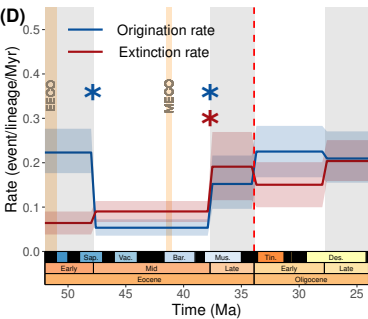 (D)
Origination rate
Extinction rate
Rate (event/lineage/Myr)
0.5
0.4
0.3
0.2
0.1
0.0
EECO
MECO
Sap. Vac. Bar. Mus. Tin. Des.
Early Mid Late Early Late
Eocene Oligocene
50 45 40 35 30 25
Time (Ma)